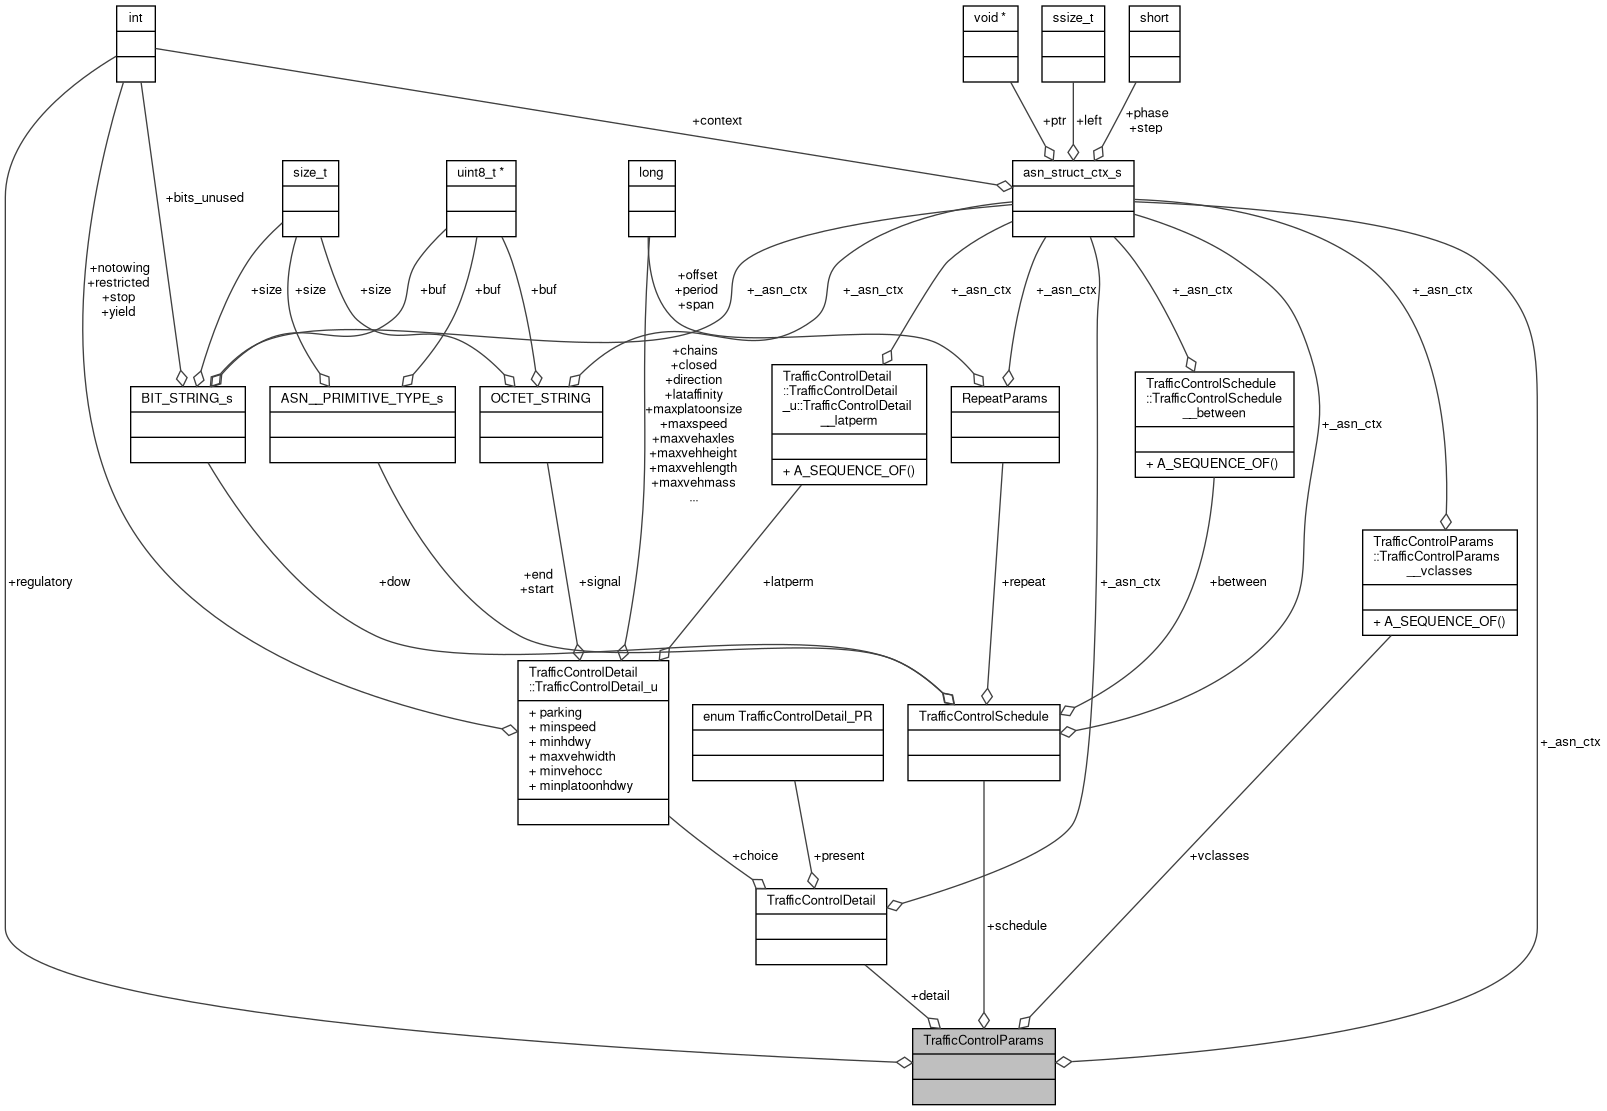 int
void *
ssize_t
short
+ptr
+left
+phase
+step
+context
size_t
uint8_t *
long
asn_struct_ctx_s
+bits_unused
+notowing
+restricted
+stop
+yield
+size
+size
+size
+buf
+buf
+buf
+offset
+period
+span
+_asn_ctx
+_asn_ctx
+_asn_ctx
+_asn_ctx
+_asn_ctx
+_asn_ctx
+chains
+closed
+direction
+lataffinity
+maxplatoonsize
+maxspeed
+maxvehaxles
+maxvehheight
+maxvehlength
+maxvehmass
...
BIT_STRING_s
ASN__PRIMITIVE_TYPE_s
OCTET_STRING
TrafficControlDetail
::TrafficControlDetail
_u::TrafficControlDetail
__latperm
+ A_SEQUENCE_OF()
RepeatParams
TrafficControlSchedule
::TrafficControlSchedule
__between
+ A_SEQUENCE_OF()
+_asn_ctx
TrafficControlParams
::TrafficControlParams
__vclasses
+ A_SEQUENCE_OF()
+regulatory
+dow
+end
+start
+signal
+latperm
+repeat
+_asn_ctx
+between
TrafficControlDetail
::TrafficControlDetail_u
+ parking
+ minspeed
+ minhdwy
+ maxvehwidth
+ minvehocc
+ minplatoonhdwy
enum TrafficControlDetail_PR
TrafficControlSchedule
+_asn_ctx
+choice
+present
+vclasses
TrafficControlDetail
+schedule
+detail
TrafficControlParams